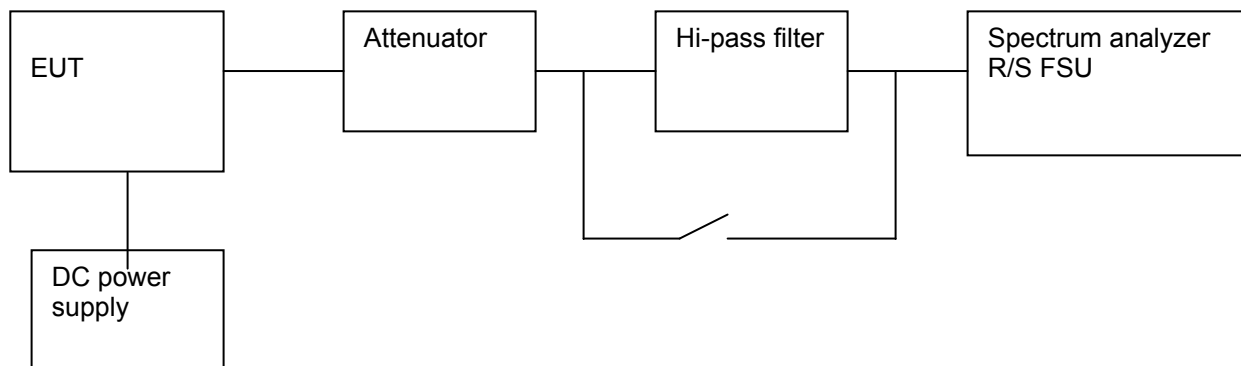 EUT
Attenuator
Hi-pass filter
Spectrum analyzer
R/S FSU
DC power
supply